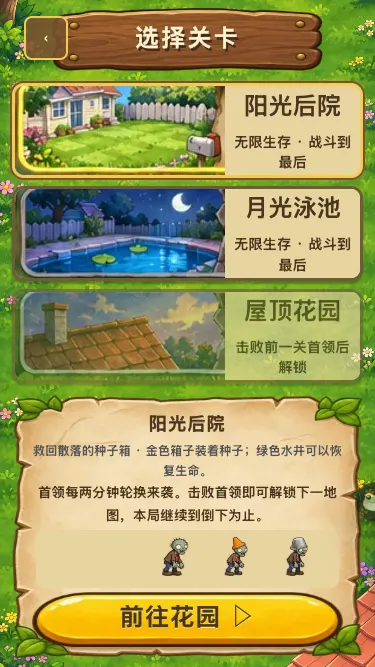 ‹
选择关卡
阳光后院
无限生存 · 战斗到
最后
月光泳池
无限生存 · 战斗到
最后
屋顶花园
击败前一关首领后
解锁
阳光后院
救回散落的种子箱 · 金色箱子装着种子；绿色水井可以恢
复生命。
首领每两分钟轮换来袭。击败首领即可解锁下一地
图，本局继续到倒下为止。
前往花园 ▷